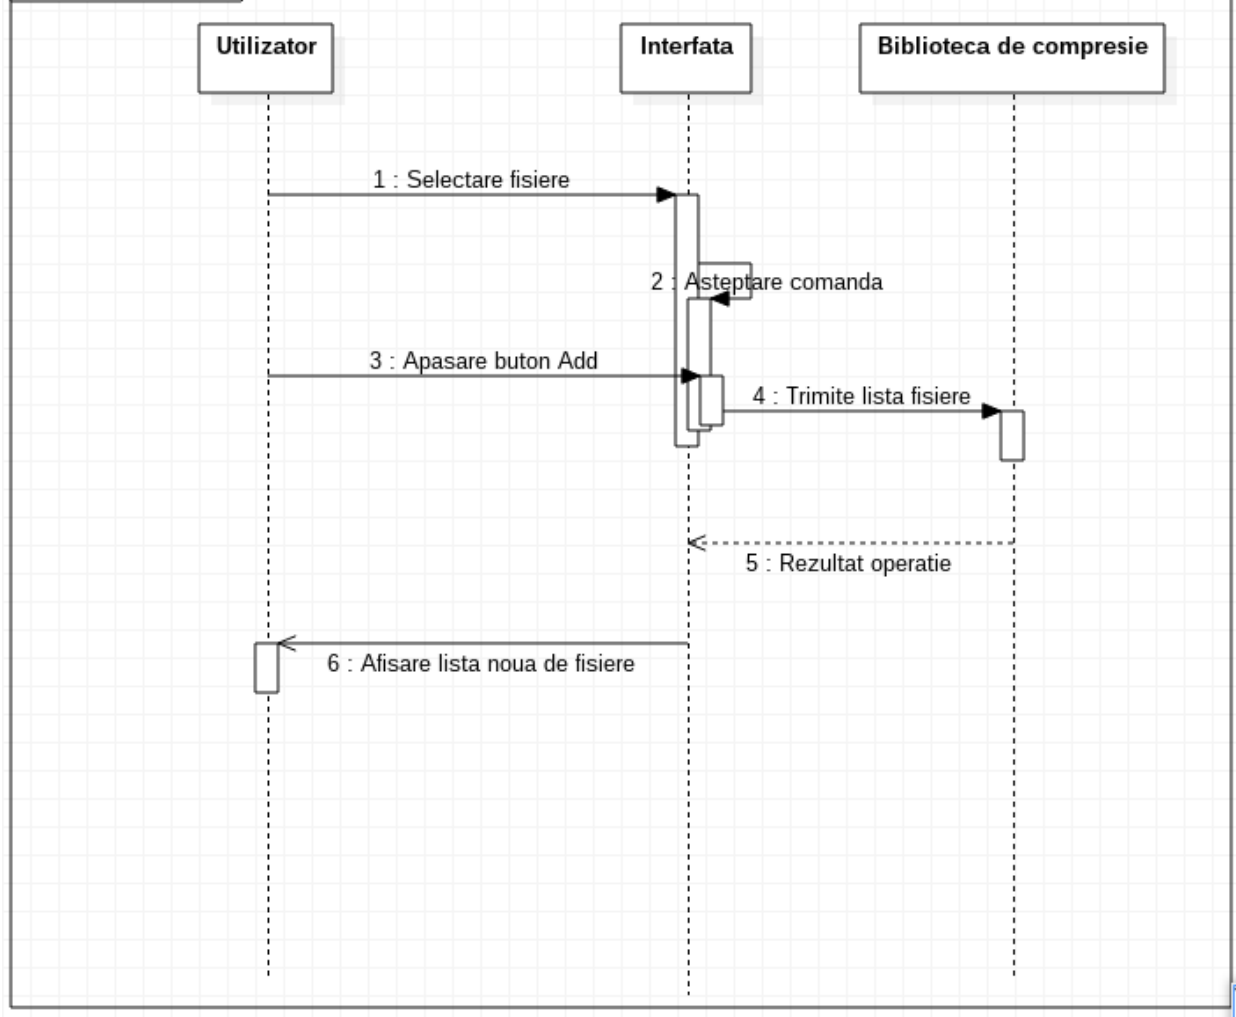 Utilizator
Interfata
Biblioteca de compresie
1 : Selectare fisiere
2 : Asteptare comanda
3 : Apasare buton Add
4 : Trimite lista fisiere
5 : Rezultat operatie
6 : Afisare lista noua de fisiere